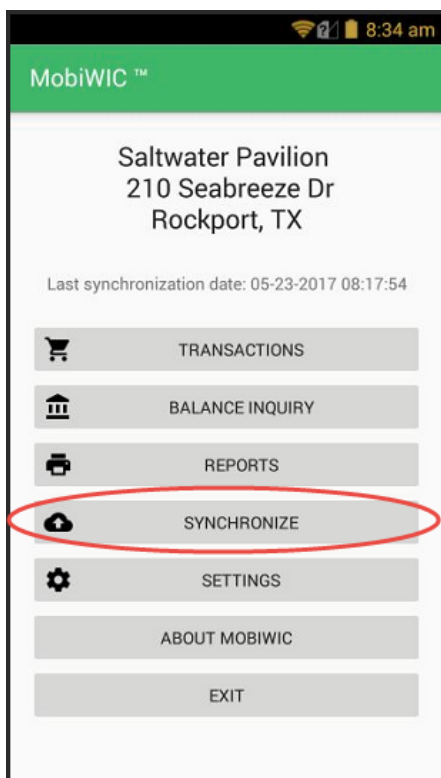 8:34 am
MobiWIC ™
Saltwater Pavilion
210 Seabreeze Dr
Rockport, TX
Last synchronization date: 05-23-2017 08:17:54
TRANSACTIONS
BALANCE INQUIRY
REPORTS
SYNCHRONIZE
SETTINGS
ABOUT MOBIWIC
EXIT